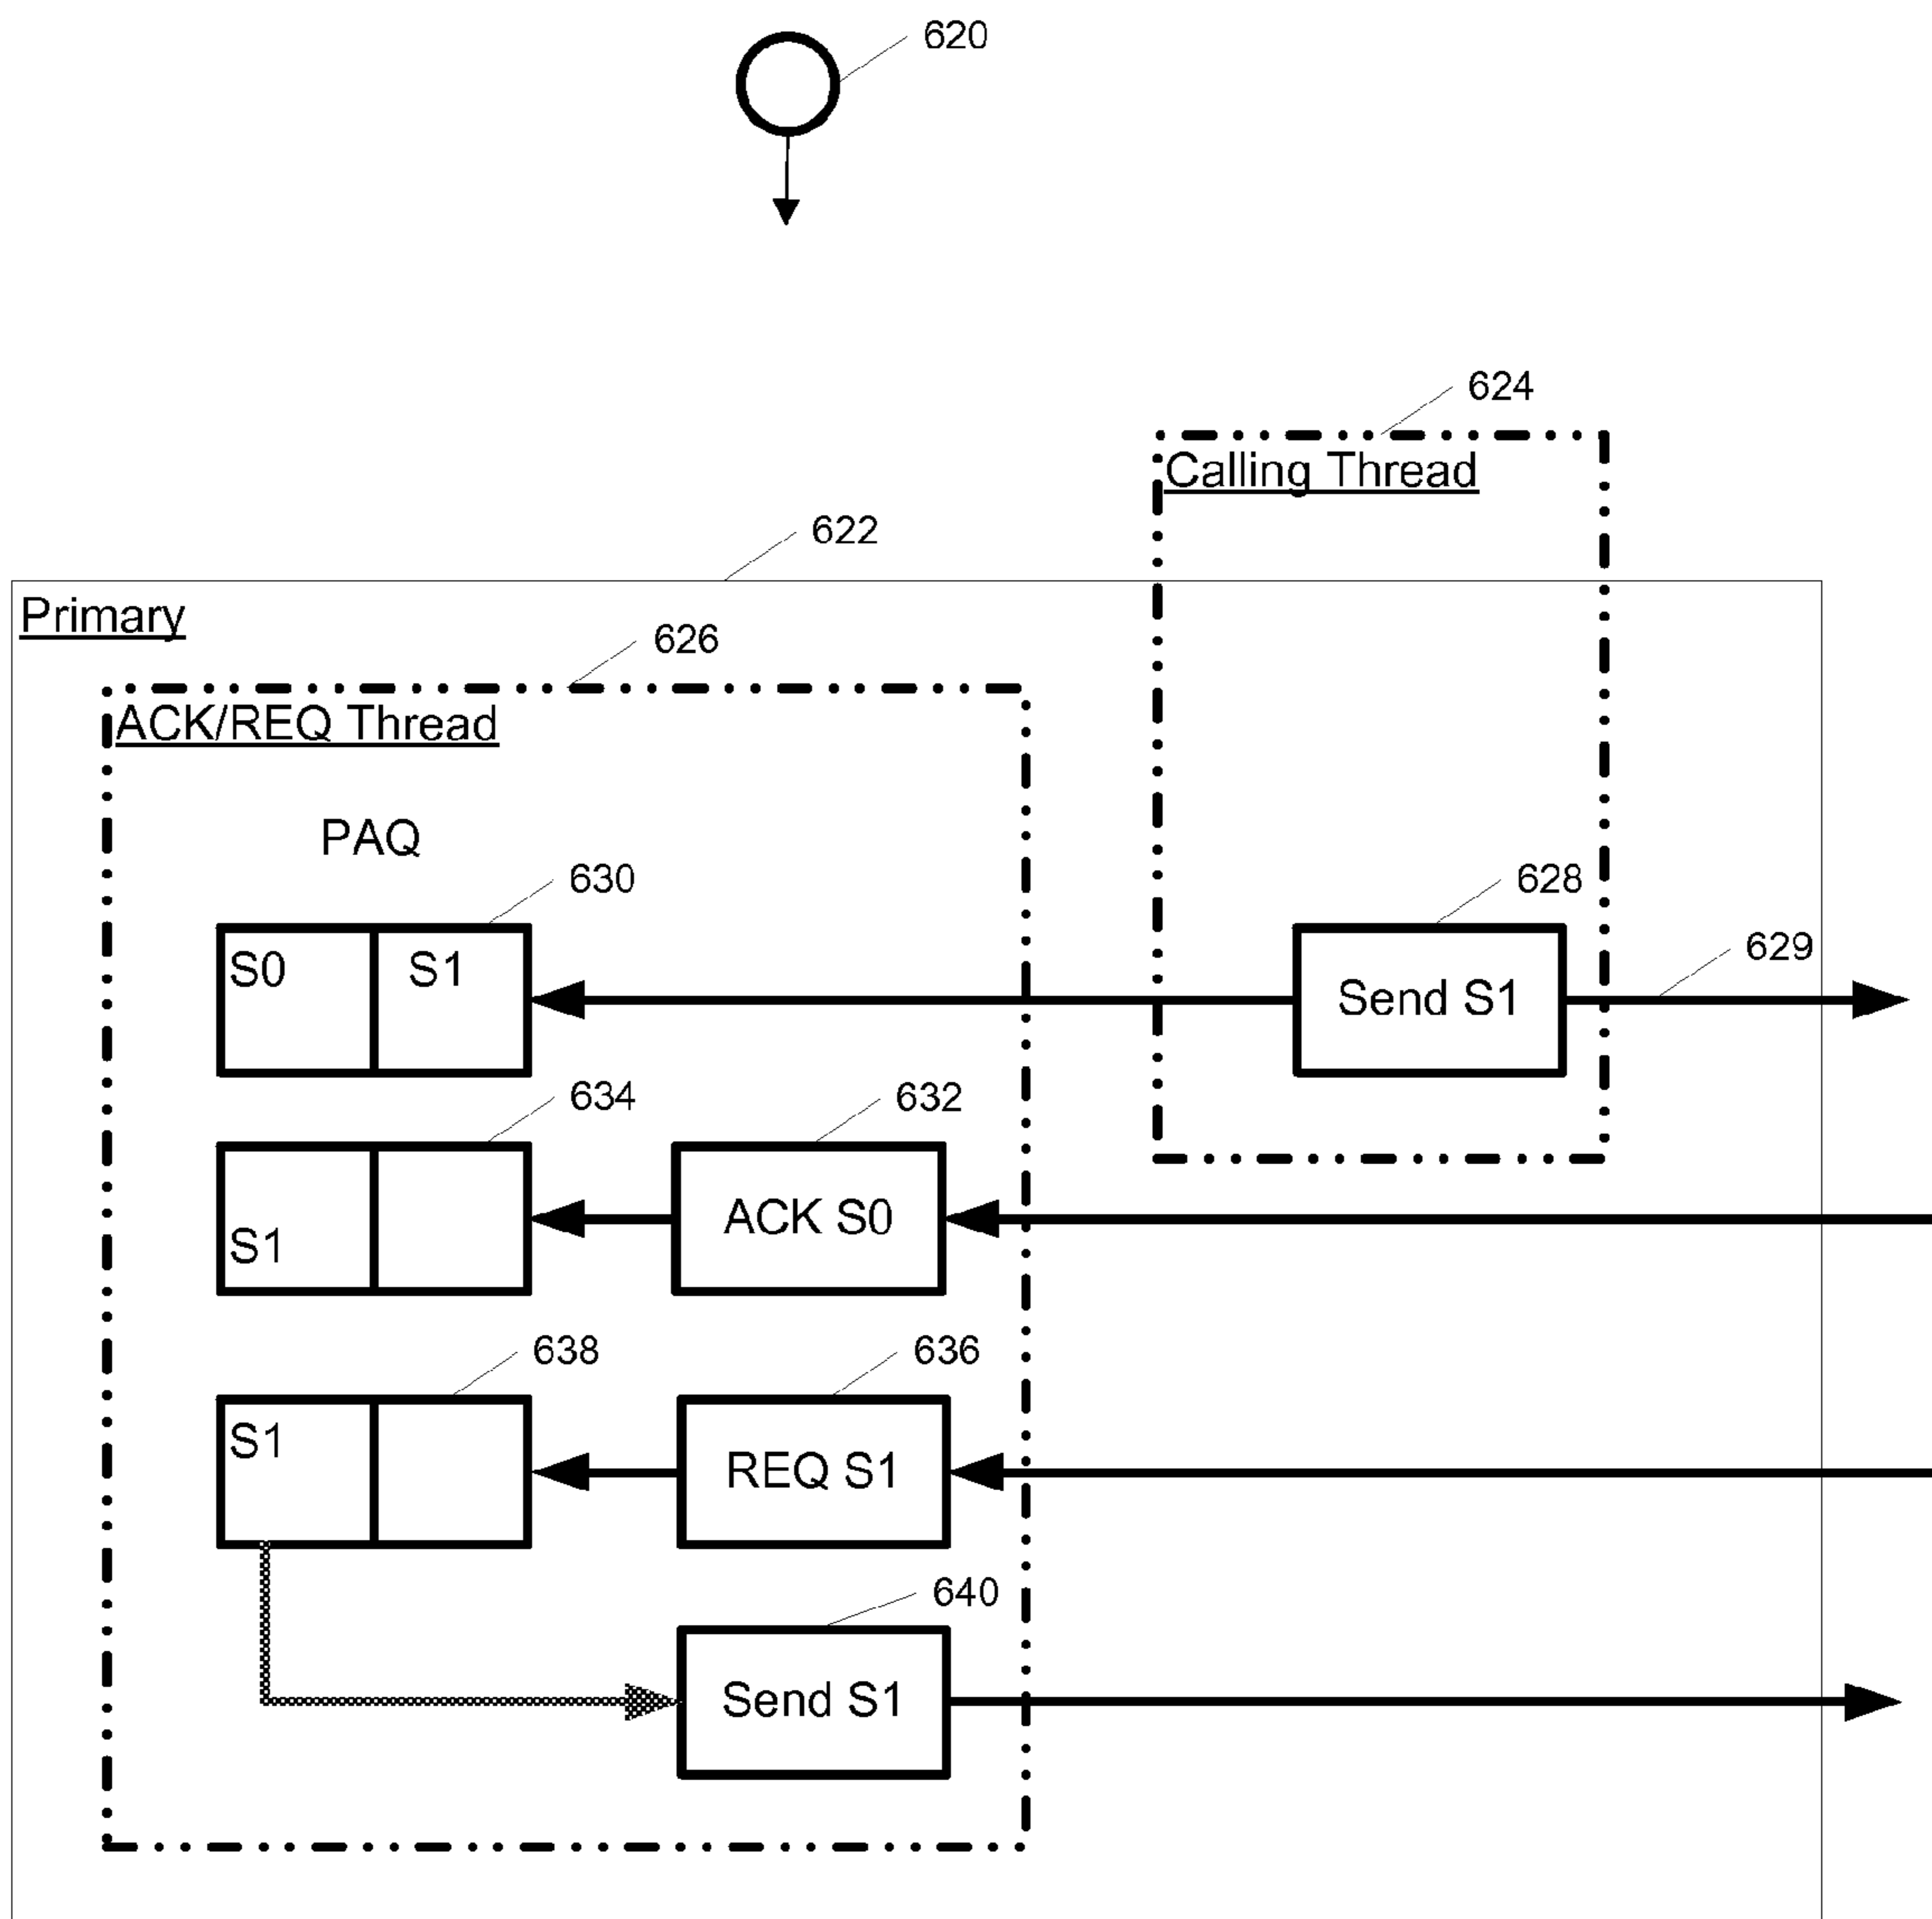 620
624
Calling Thread
622
Primary
626
ACK/REQ Thread
PAQ
630
628
629
S0 S1
Send S1
634
632
S1
ACK S0
638
636
S1
REQ S1
640
Send S1